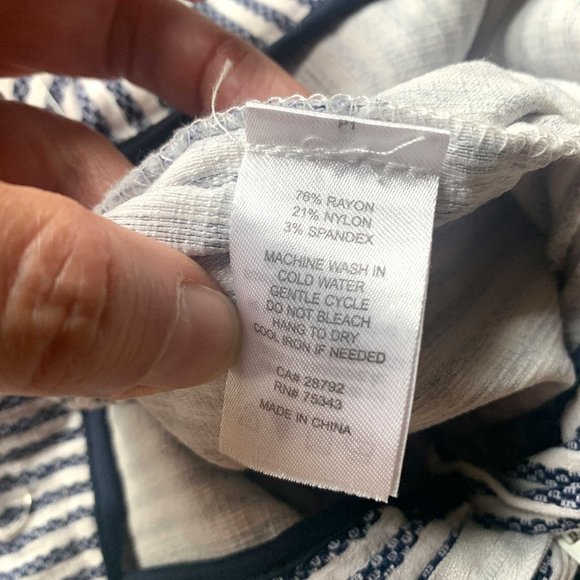 P1
76% RAYON
21% NYLON
3% SPANDEX
MACHINE WASH IN
COLD WATER
GENTLE CYCLE
DO NOT BLEACH
HANG TO DRY
COOL IRON IF NEEDED
CA# 28792
RN# 75343
MADE IN CHINA